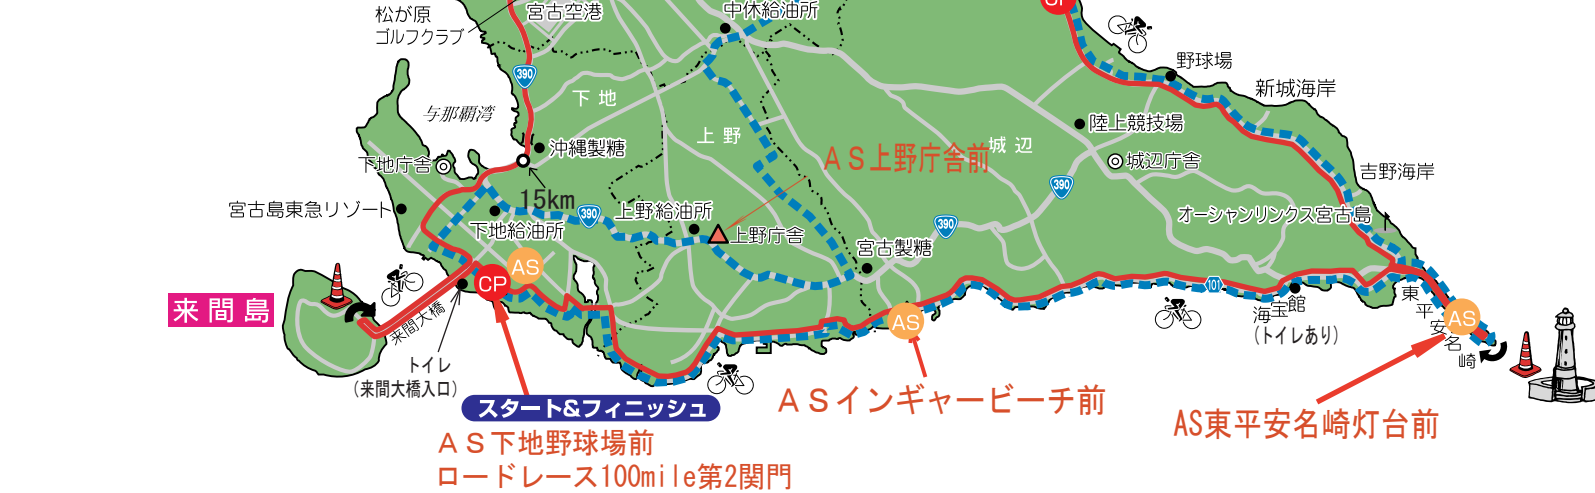 松が原
ゴルフクラブ
宮古空港
中休給油所
CP
野球場
新城海岸
390
下地
与那覇湾
上野
陸上競技場
城辺
沖縄製糖
AS上野庁舎前
下地庁舎
城辺庁舎
吉野海岸
390
15km
宮古島東急リゾート
上野給油所
390
オーシャンリンクス宮古島
下地給油所
390
上野庁舎
宮古製糖
AS
CP
101
来間島
来間大橋
海宝館
(トイレあり)
AS
東平安名崎
AS
トイレ
(来間大橋入口)
スタート&フィニッシュ
ASインギャービーチ前
AS東平安名崎灯台前
AS下地野球場前
ロードレース100mile第2関門